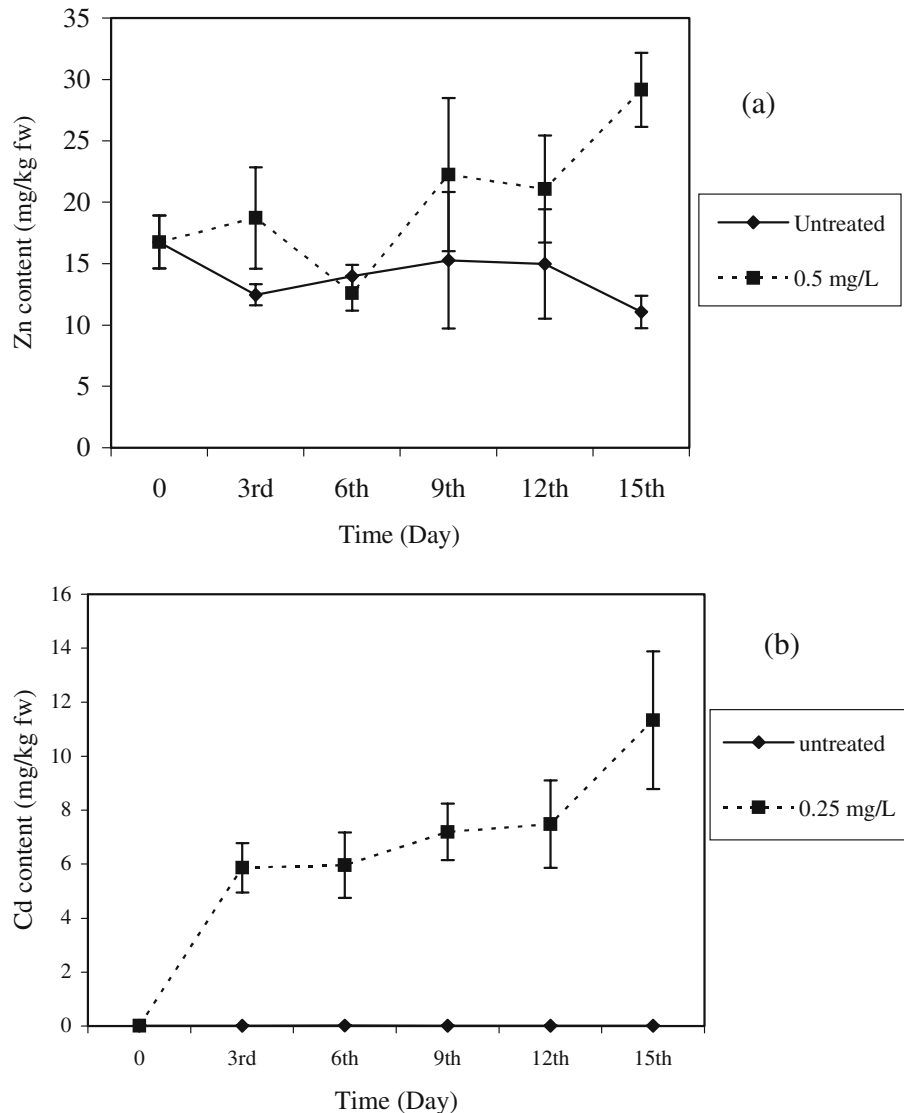 35
30
25
20
15
10
5
0
Zn content (mg/kg fw)
0 3rd 6th 9th 12th 15th
Time (Day)
(a)
Untreated
0.5 mg/L
16
14
12
10
8
6
4
2
0
Cd content (mg/kg fw)
0 3rd 6th 9th 12th 15th
Time (Day)
(b)
untreated
0.25 mg/L